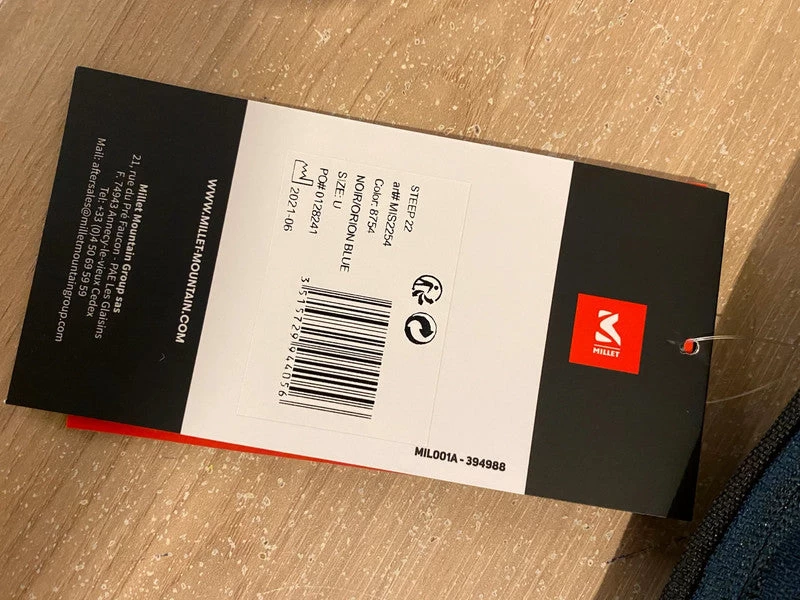 MILLET
STEEP 22
art# MIS2254
Color: 8754
NOIR/ORION BLUE
SIZE: U
PO# 0128241
2021-06
3515729944056
MIL001A - 394988
WWW.MILLET-MOUNTAIN.COM
Millet Mountain Group sas
21, rue du Pré Faucon - PAE Les Glaisins
F. 74943 Annecy-le-vieux Cedex
Tel: +33 (0)4 50 69 59 59
Mail: aftersales@milletmountaingroup.com